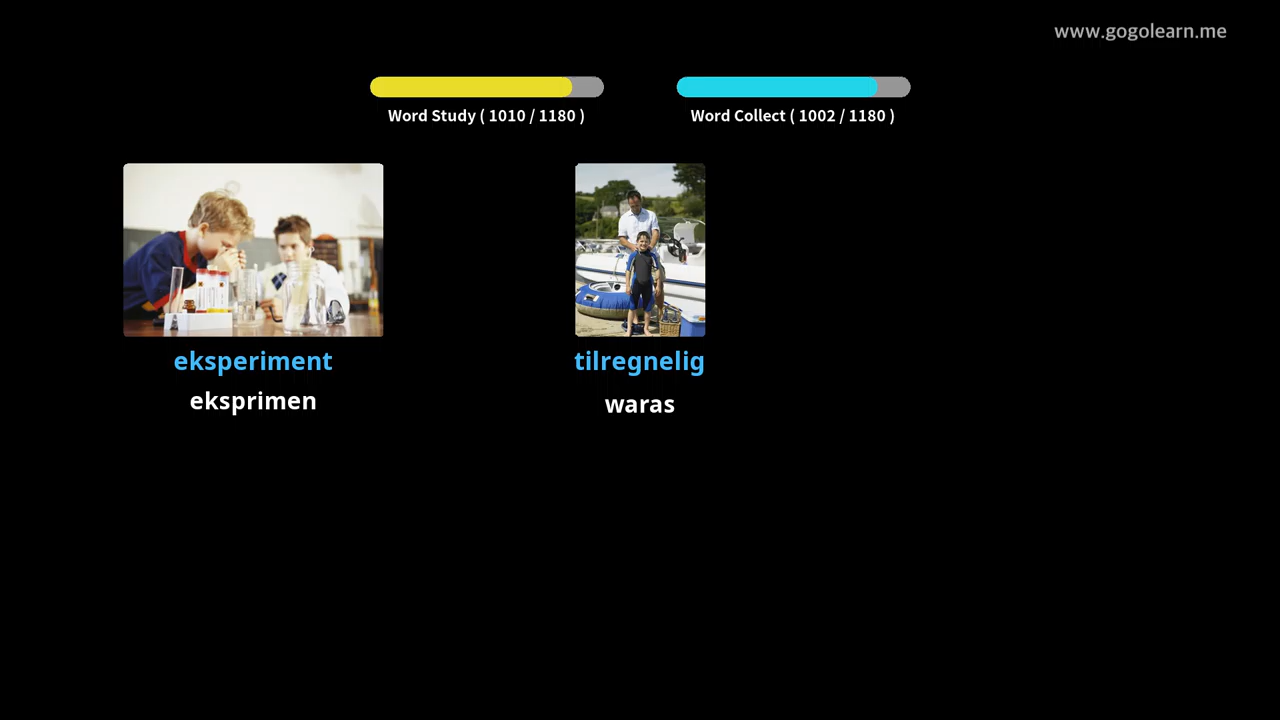 www.gogolearn.me
Word Study ( 1010 / 1180 )
Word Collect ( 1002 / 1180 )
eksperiment
eksprimen
tilregnelig
waras